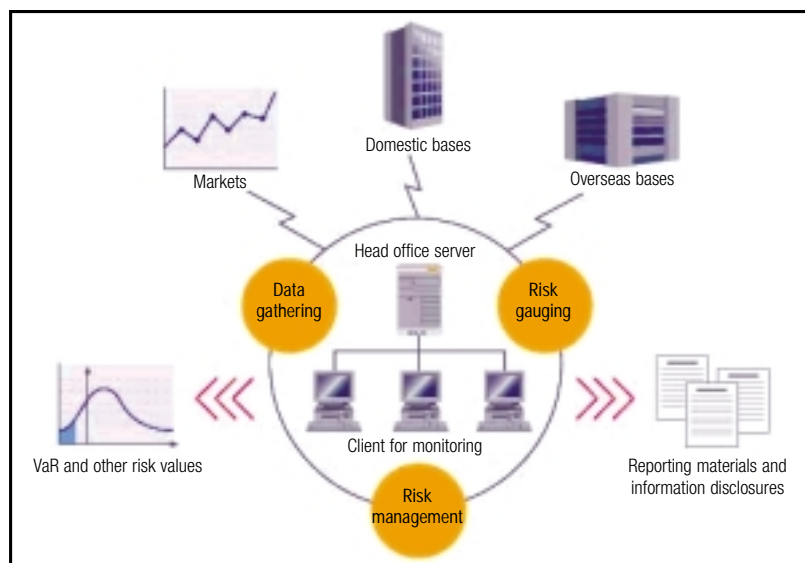 Domestic bases
Markets
Overseas bases
Head office server
Data
gathering
Risk
gauging
Client for monitoring
VaR and other risk values
Reporting materials and
information disclosures
Risk
management